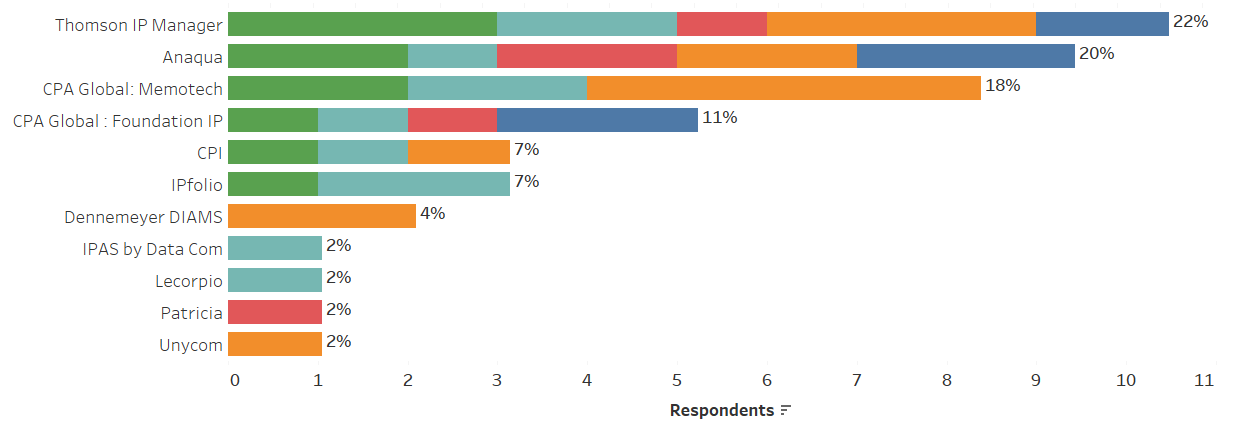 Thomson IP Manager 22%
Anaqua 20%
CPA Global: Memotech 18%
CPA Global : Foundation IP 11%
CPI 7%
IPfolio 7%
Dennemeyer DIAMS 4%
IPAS by Data Com 2%
Lecorpio 2%
Patricia 2%
Unycom 2%
0 1 2 3 4 5 6 7 8 9 10 11
Respondents